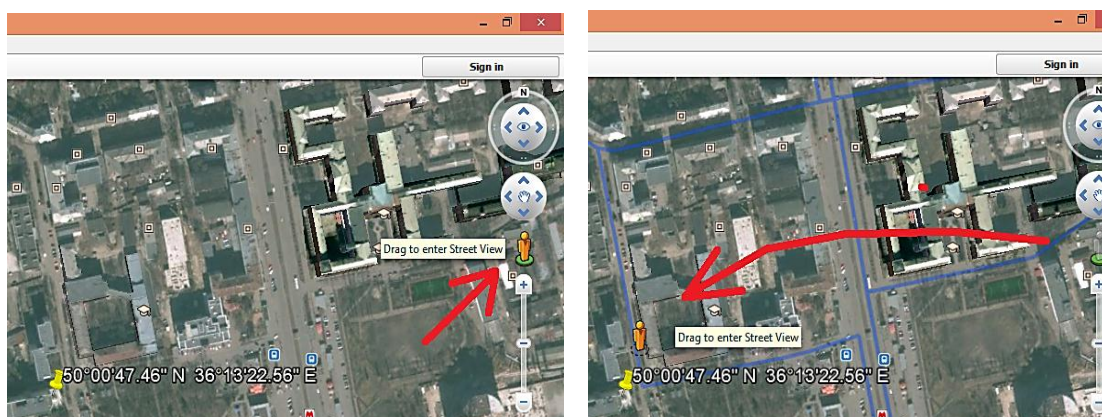 Sign in
N
Drag to enter Street View
50°00'47.46" N 36°13'22.56" E
Sign in
N
Drag to enter Street View
50°00'47.46" N 36°13'22.56" E